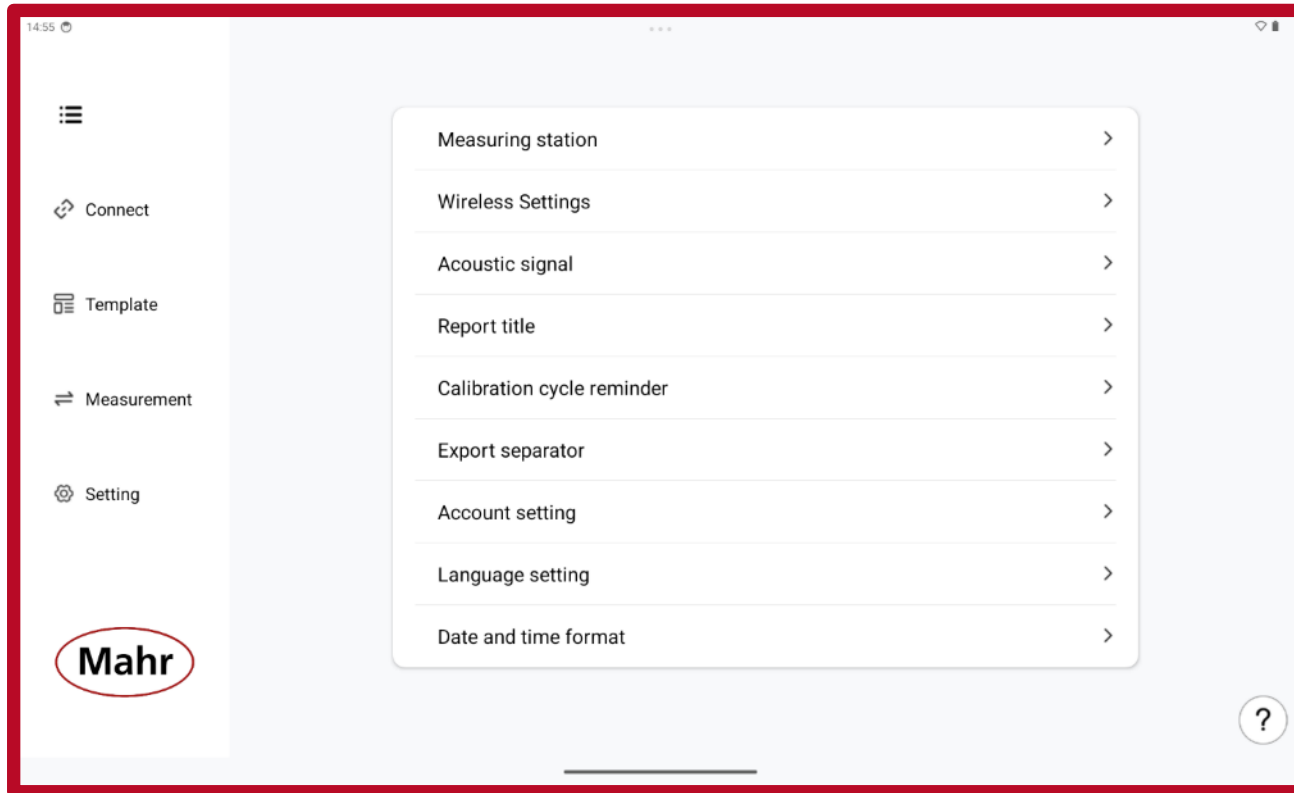 14:55
Connect
Template
Measurement
Setting
Mahr
Measuring station
Wireless Settings
Acoustic signal
Report title
Calibration cycle reminder
Export separator
Account setting
Language setting
Date and time format
?